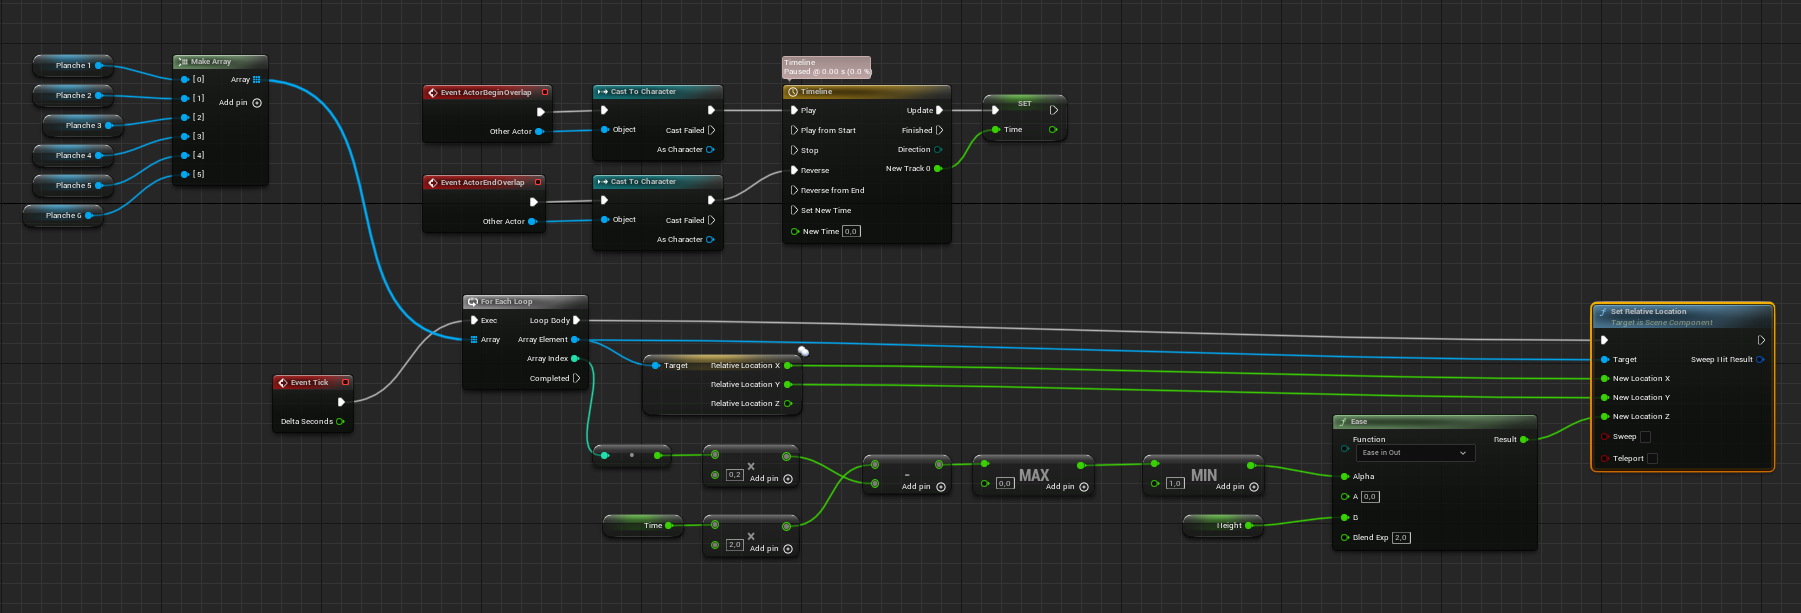 Planche 1
Planche 2
Planche 3
Planche 4
Planche 5
Planche 6
Make Array
[0]
Array
[1]
Add pin
[2]
[3]
[4]
[5]
Event ActorBeginOverlap
Other Actor
Cast To Character
Object
Cast Failed
As Character
Event ActorEndOverlap
Other Actor
Cast To Character
Object
Cast Failed
As Character
Timeline
Paused @ 0.00 s (0.0 %)
Timeline
Play
Update
Play from Start
Finished
Stop
Direction
Reverse
New Track 0
Reverse from End
Set New Time
New Time 0,0
SET
Time
Event Tick
Delta Seconds
For Each Loop
Exec
Loop Body
Array
Array Element
Array Index
Completed
Target
Relative Location X
Relative Location Y
Relative Location Z
0,2
×
Add pin
Time
2,0
×
Add pin
-
Add pin
0,0
MAX
Add pin
1,0
MIN
Add pin
Height
Ease
Function
Ease in Out
Result
Alpha
A 0,0
B
Blend Exp 2,0
Set Relative Location
Target is Scene Component
Target
Sweep Hit Result
New Location X
New Location Y
New Location Z
Sweep
Teleport